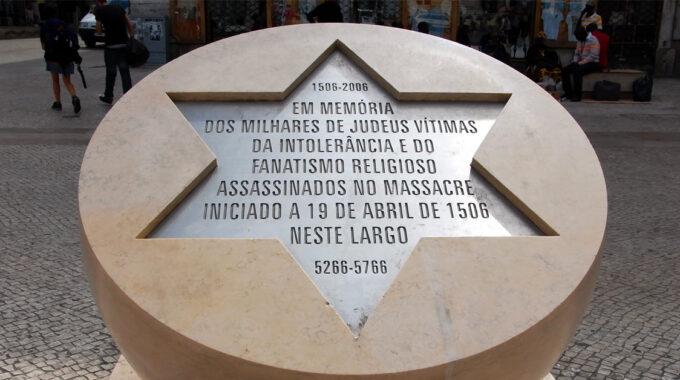 1506-2006
EM MEMÓRIA
DOS MILHARES DE JUDEUS VÍTIMAS
DA INTOLERÂNCIA E DO
FANATISMO RELIGIOSO
ASSASSINADOS NO MASSACRE
INICIADO A 19 DE ABRIL DE 1506
NESTE LARGO
5266-5766